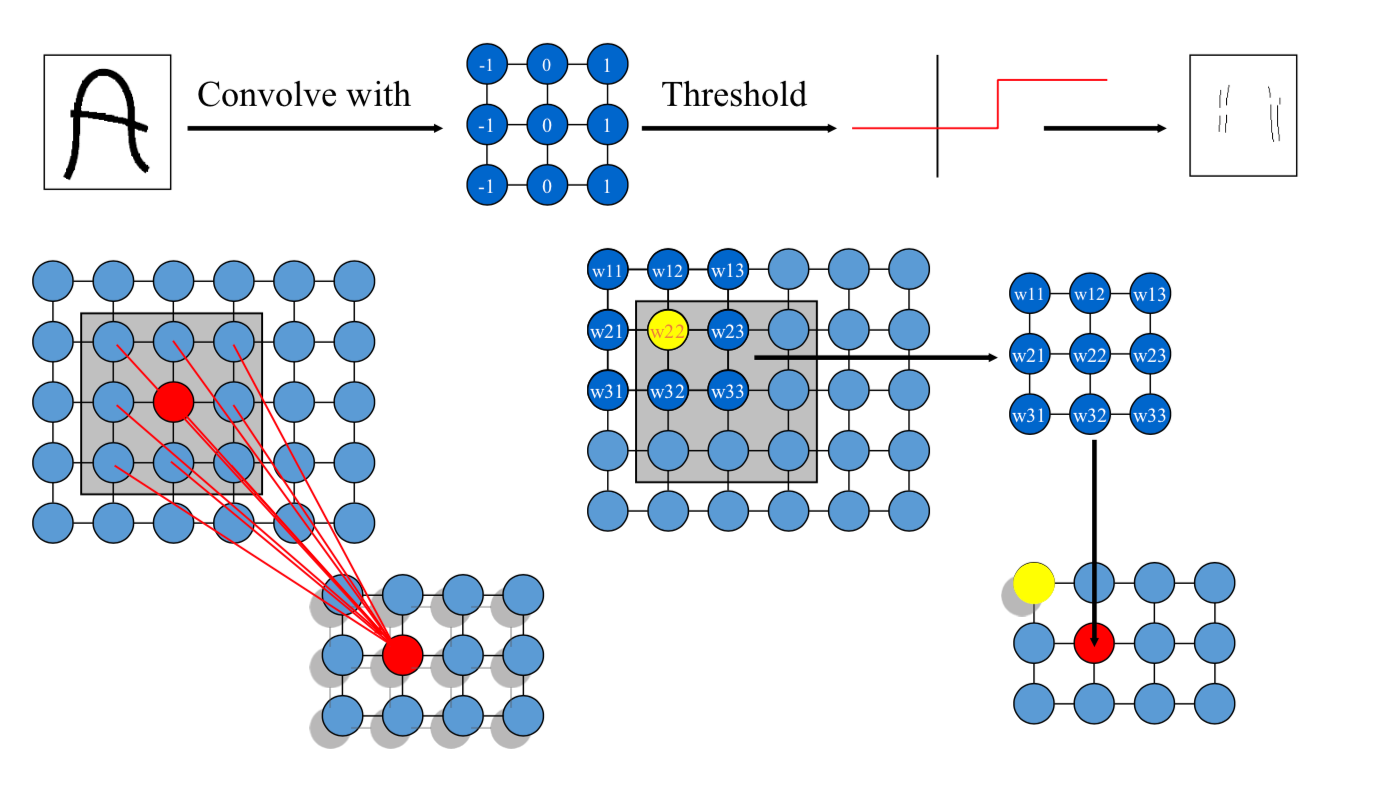 A
Convolve with
-1 0 1
Threshold
-1 0 1
-1 0 1
w11 w12 w13
w21 w22 w23
w31 w32 w33
w11 w12 w13
w21 w22 w23
w31 w32 w33